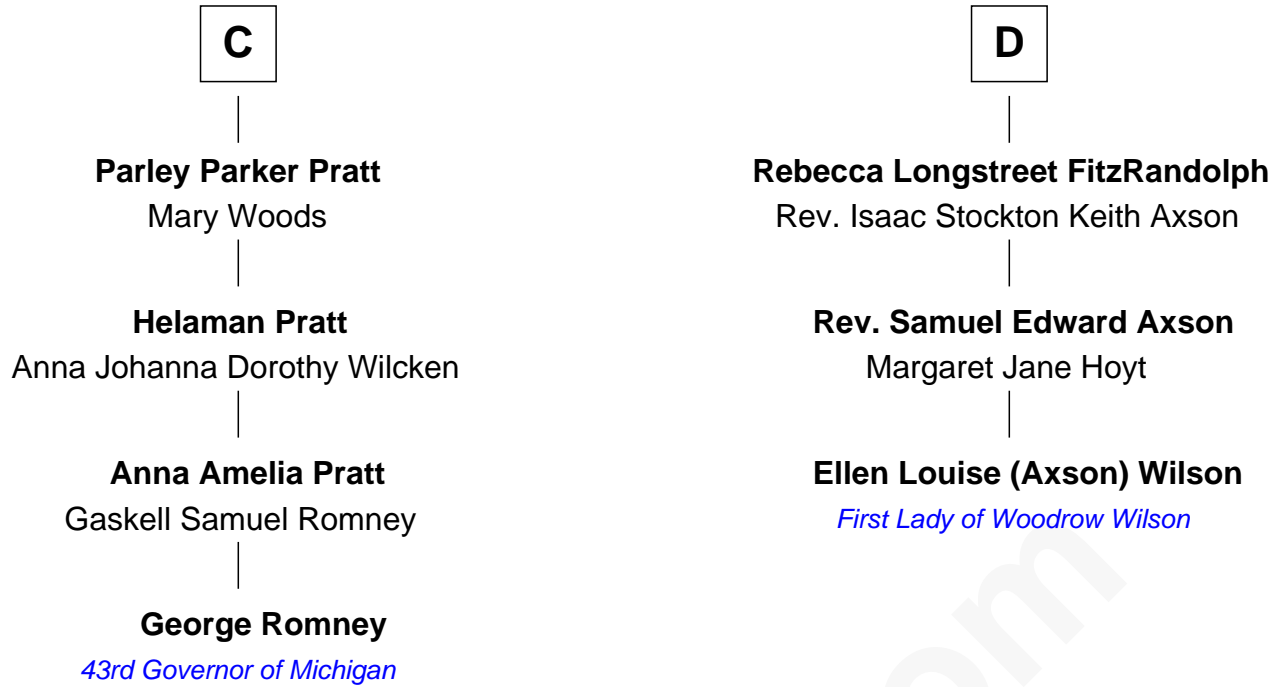 C
Parley Parker Pratt
Mary Woods
Helaman Pratt
Anna Johanna Dorothy Wilcken
Anna Amelia Pratt
Gaskell Samuel Romney
George Romney
43rd Governor of Michigan
D
Rebecca Longstreet FitzRandolph
Rev. Isaac Stockton Keith Axson
Rev. Samuel Edward Axson
Margaret Jane Hoyt
Ellen Louise (Axson) Wilson
First Lady of Woodrow Wilson
om